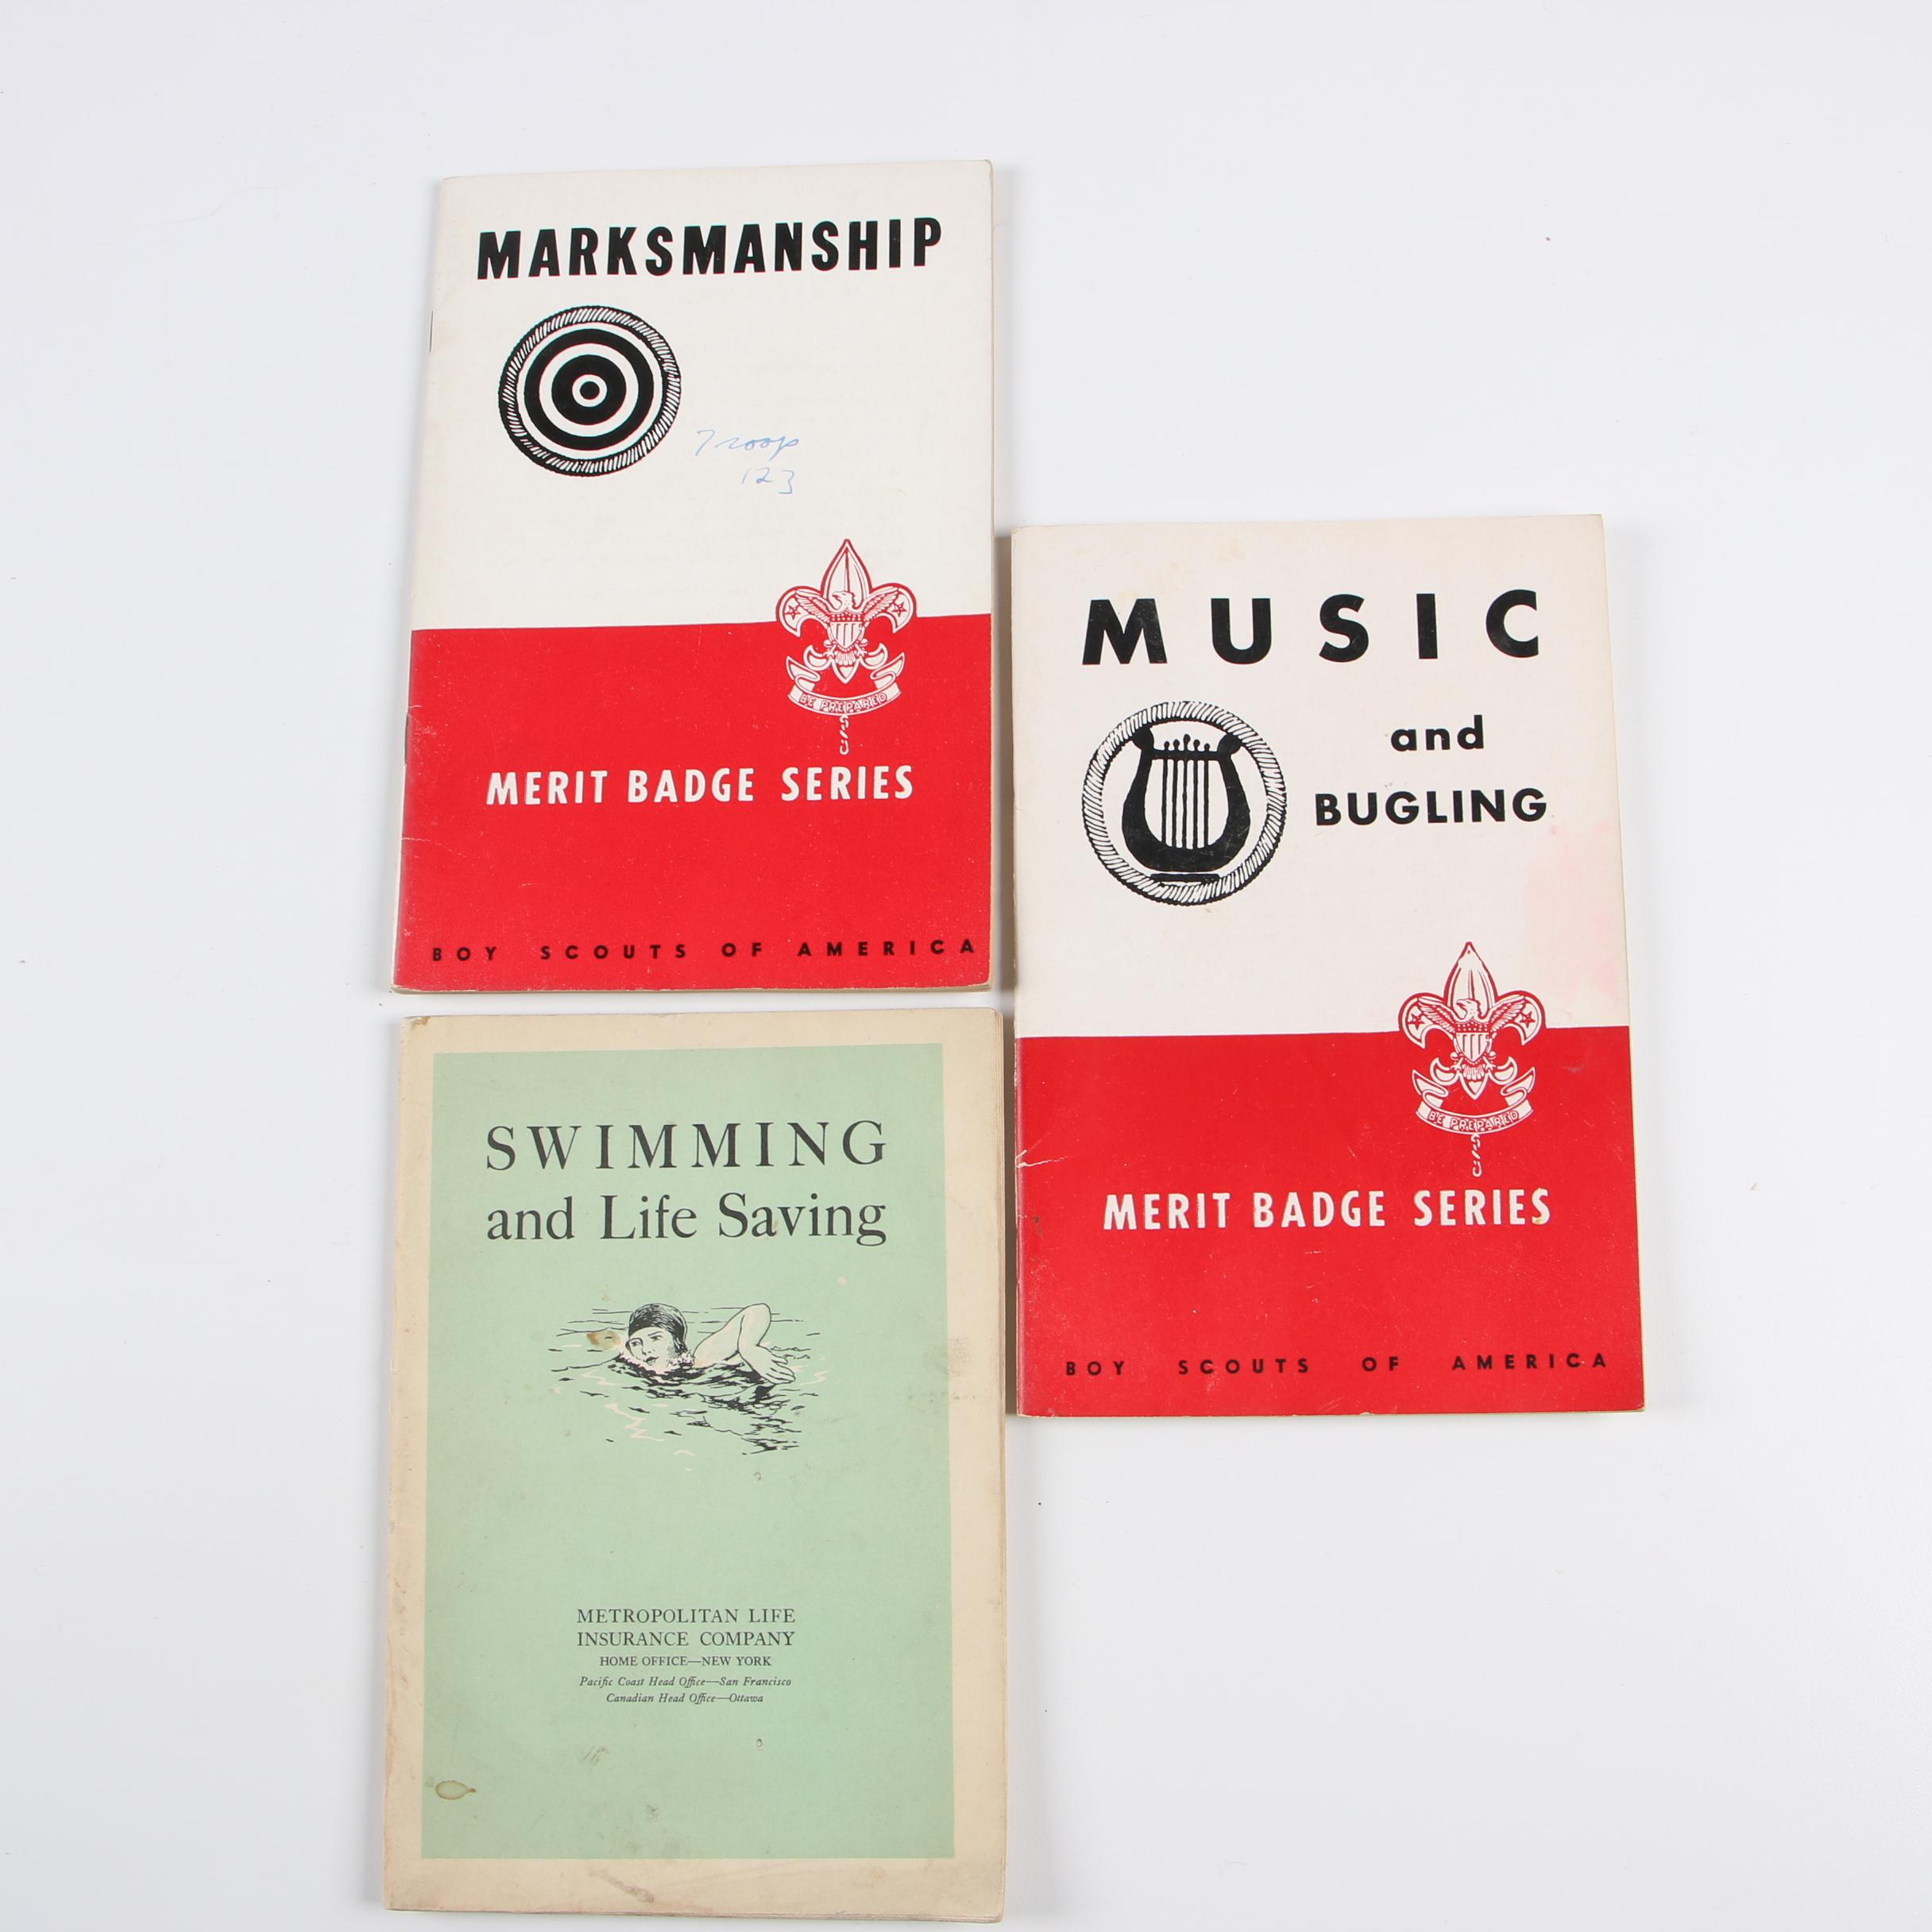 MARKSMANSHIP
Troop
123
BE PREPARED
MERIT BADGE SERIES
BOY SCOUTS OF AMERICA
MUSIC
and
BUGLING
BE PREPARED
MERIT BADGE SERIES
BOY SCOUTS OF AMERICA
SWIMMING
and Life Saving
METROPOLITAN LIFE
INSURANCE COMPANY
HOME OFFICE—NEW YORK
Pacific Coast Head Office—San Francisco
Canadian Head Office—Ottawa